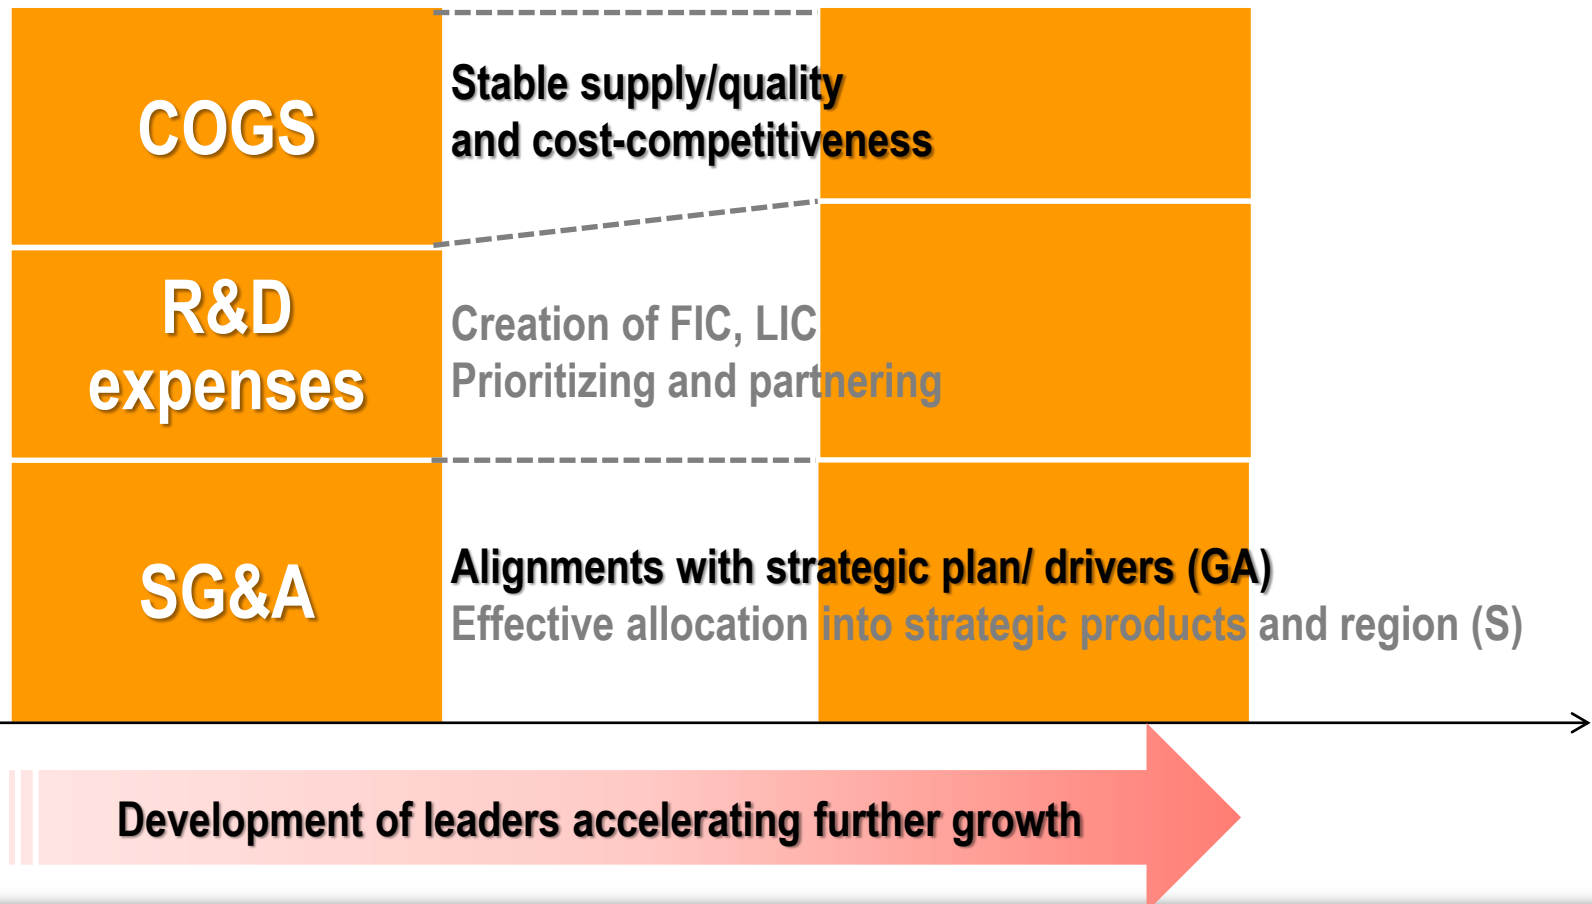 COGS
Stable supply/quality
and cost-competitiveness
R&D
expenses
Creation of FIC, LIC
Prioritizing and partnering
SG&A
Alignments with strategic plan/ drivers (GA)
Effective allocation into strategic products and region (S)
Development of leaders accelerating further growth